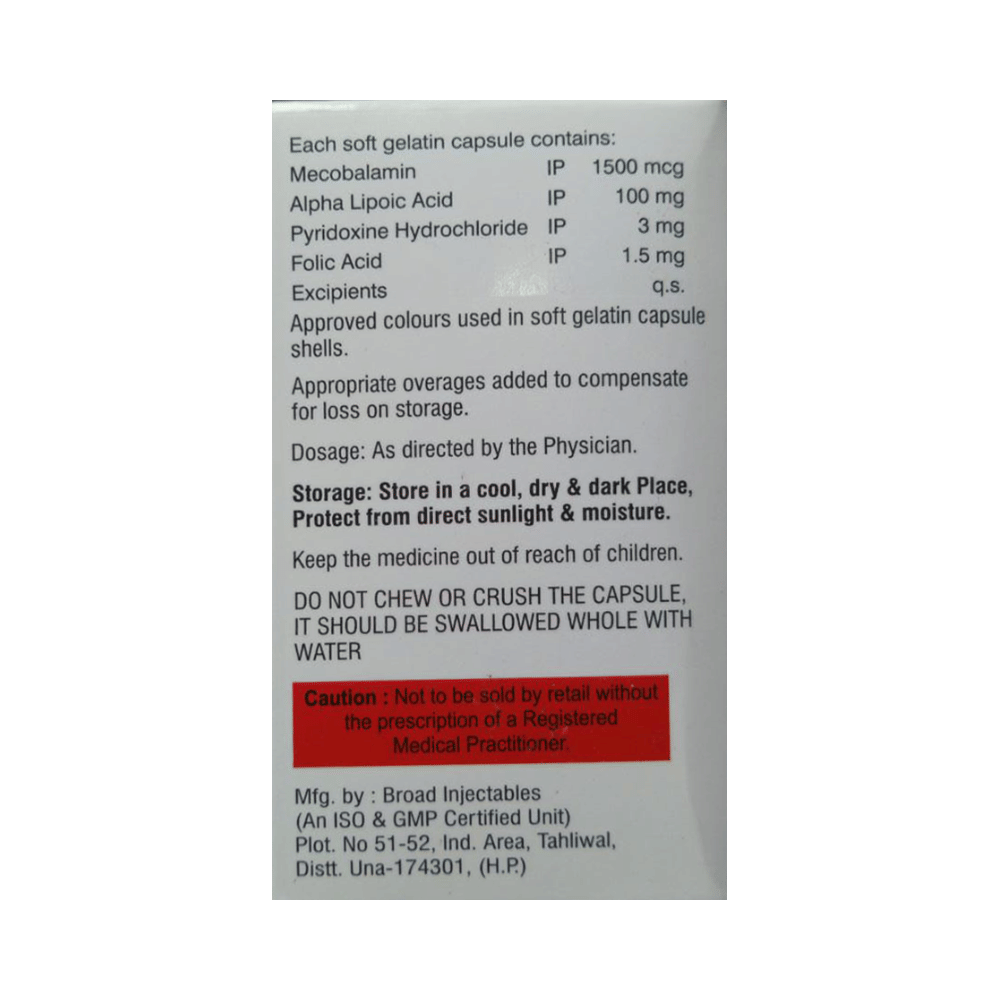 Each soft gelatin capsule contains:
Mecobalamin IP 1500 mcg
Alpha Lipoic Acid IP 100 mg
Pyridoxine Hydrochloride IP 3 mg
Folic Acid IP 1.5 mg
Excipients q.s.
Approved colours used in soft gelatin capsule
shells.
Appropriate overages added to compensate
for loss on storage.
Dosage: As directed by the Physician.
Storage: Store in a cool, dry & dark Place,
Protect from direct sunlight & moisture.
Keep the medicine out of reach of children.
DO NOT CHEW OR CRUSH THE CAPSULE,
IT SHOULD BE SWALLOWED WHOLE WITH
WATER
Caution : Not to be sold by retail without
the prescription of a Registered
Medical Practitioner.
Mfg. by : Broad Injectables
(An ISO & GMP Certified Unit)
Plot. No 51-52, Ind. Area, Tahliwal,
Distt. Una-174301, (H.P.)